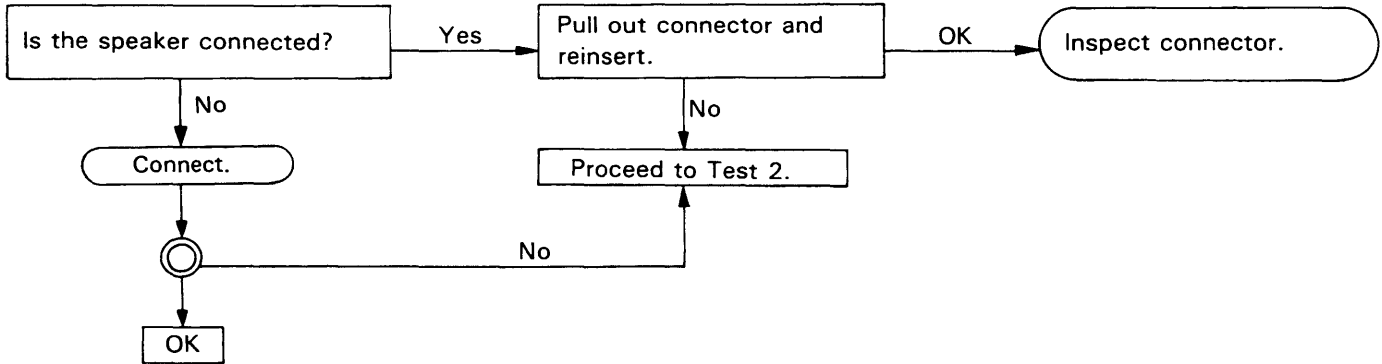 Is the speaker connected?
Yes
Pull out connector and
reinsert.
OK
Inspect connector.
No
No
Connect.
Proceed to Test 2.
No
OK